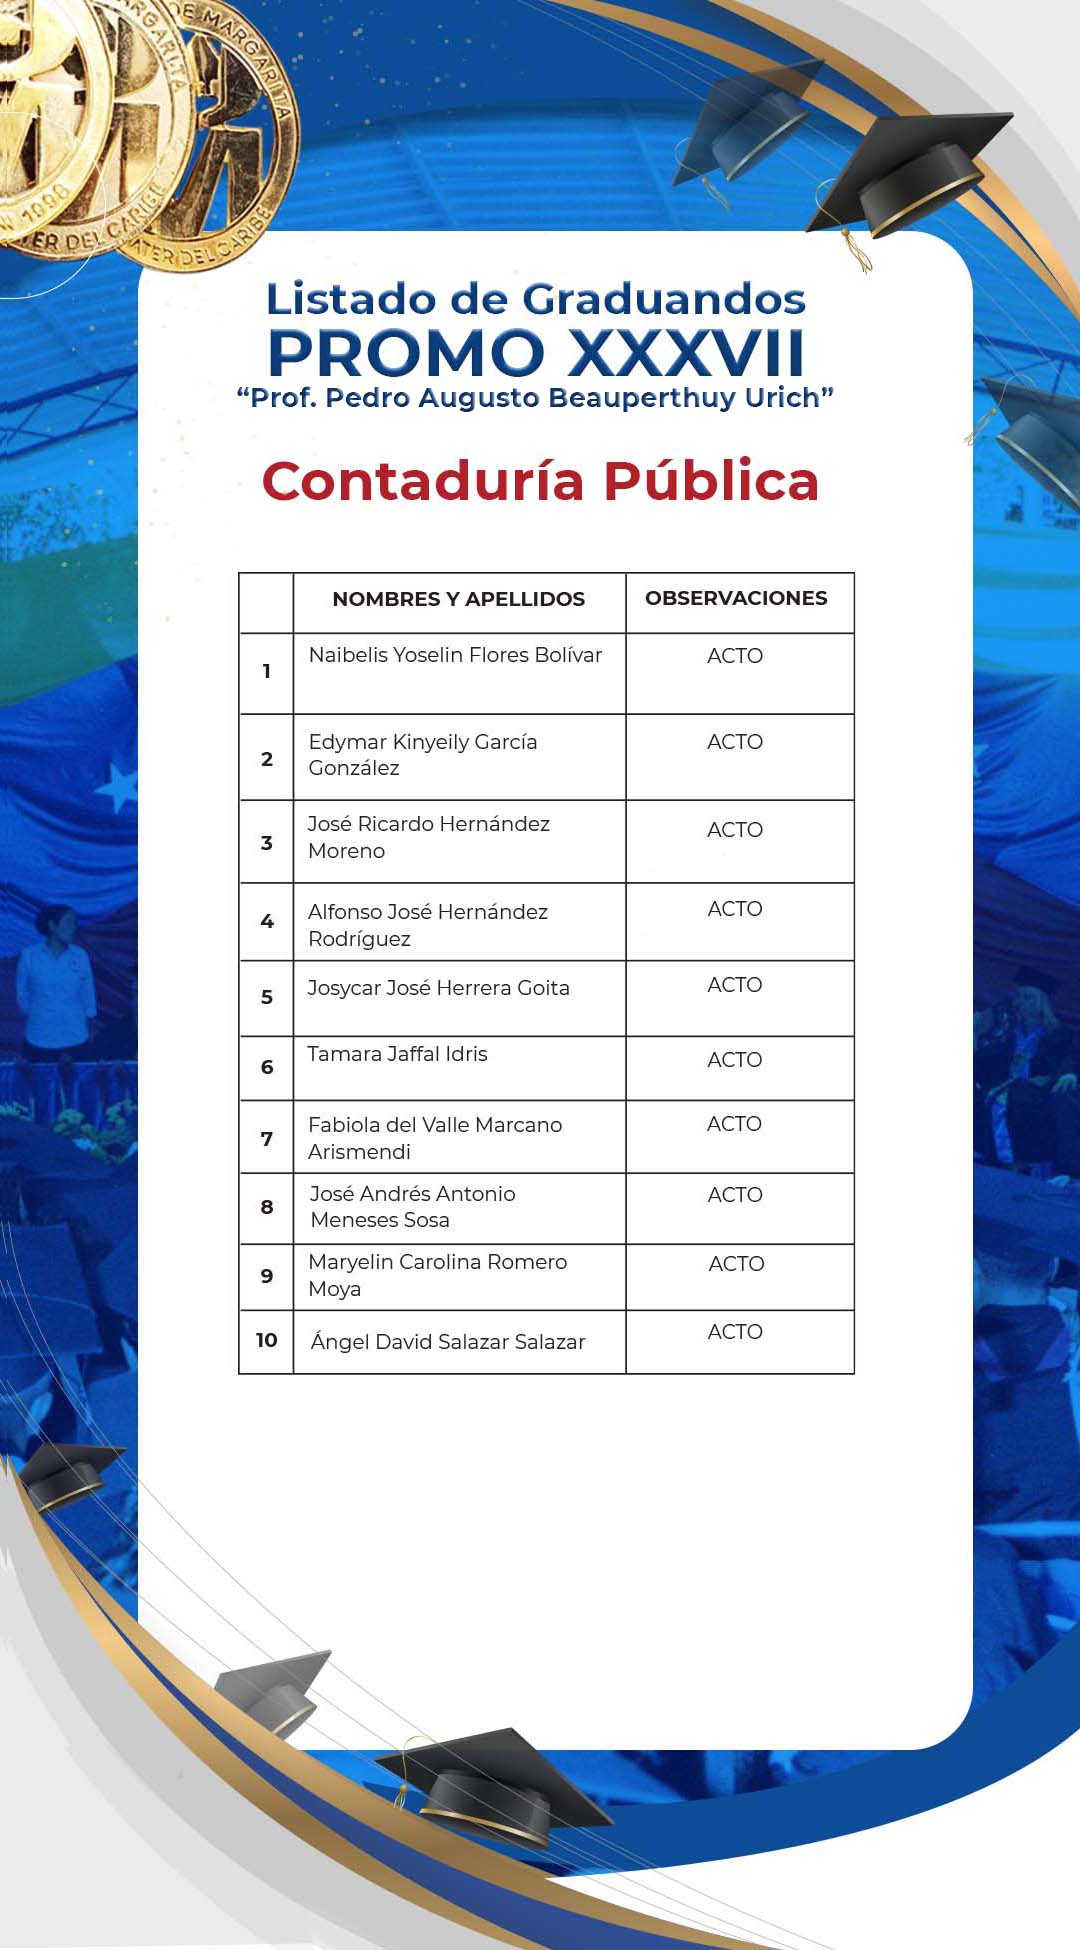 DE MARGARITA
ARGARITA
1998
ATER DEL CARIBE
Listado de Graduandos
PROMO XXXVII
“Prof. Pedro Augusto Beauperthuy Urich”
Contaduría Pública
NOMBRES Y APELLIDOS OBSERVACIONES
1 Naibelis Yoselin Flores Bolívar ACTO
2 Edymar Kinyeily García ACTO
González
3 José Ricardo Hernández ACTO
Moreno
4 Alfonso José Hernández ACTO
Rodríguez
5 Josycar José Herrera Goita ACTO
6 Tamara Jaffal Idris ACTO
7 Fabiola del Valle Marcano ACTO
Arismendi
8 José Andrés Antonio ACTO
Meneses Sosa
9 Maryelin Carolina Romero ACTO
Moya
10 Ángel David Salazar Salazar ACTO